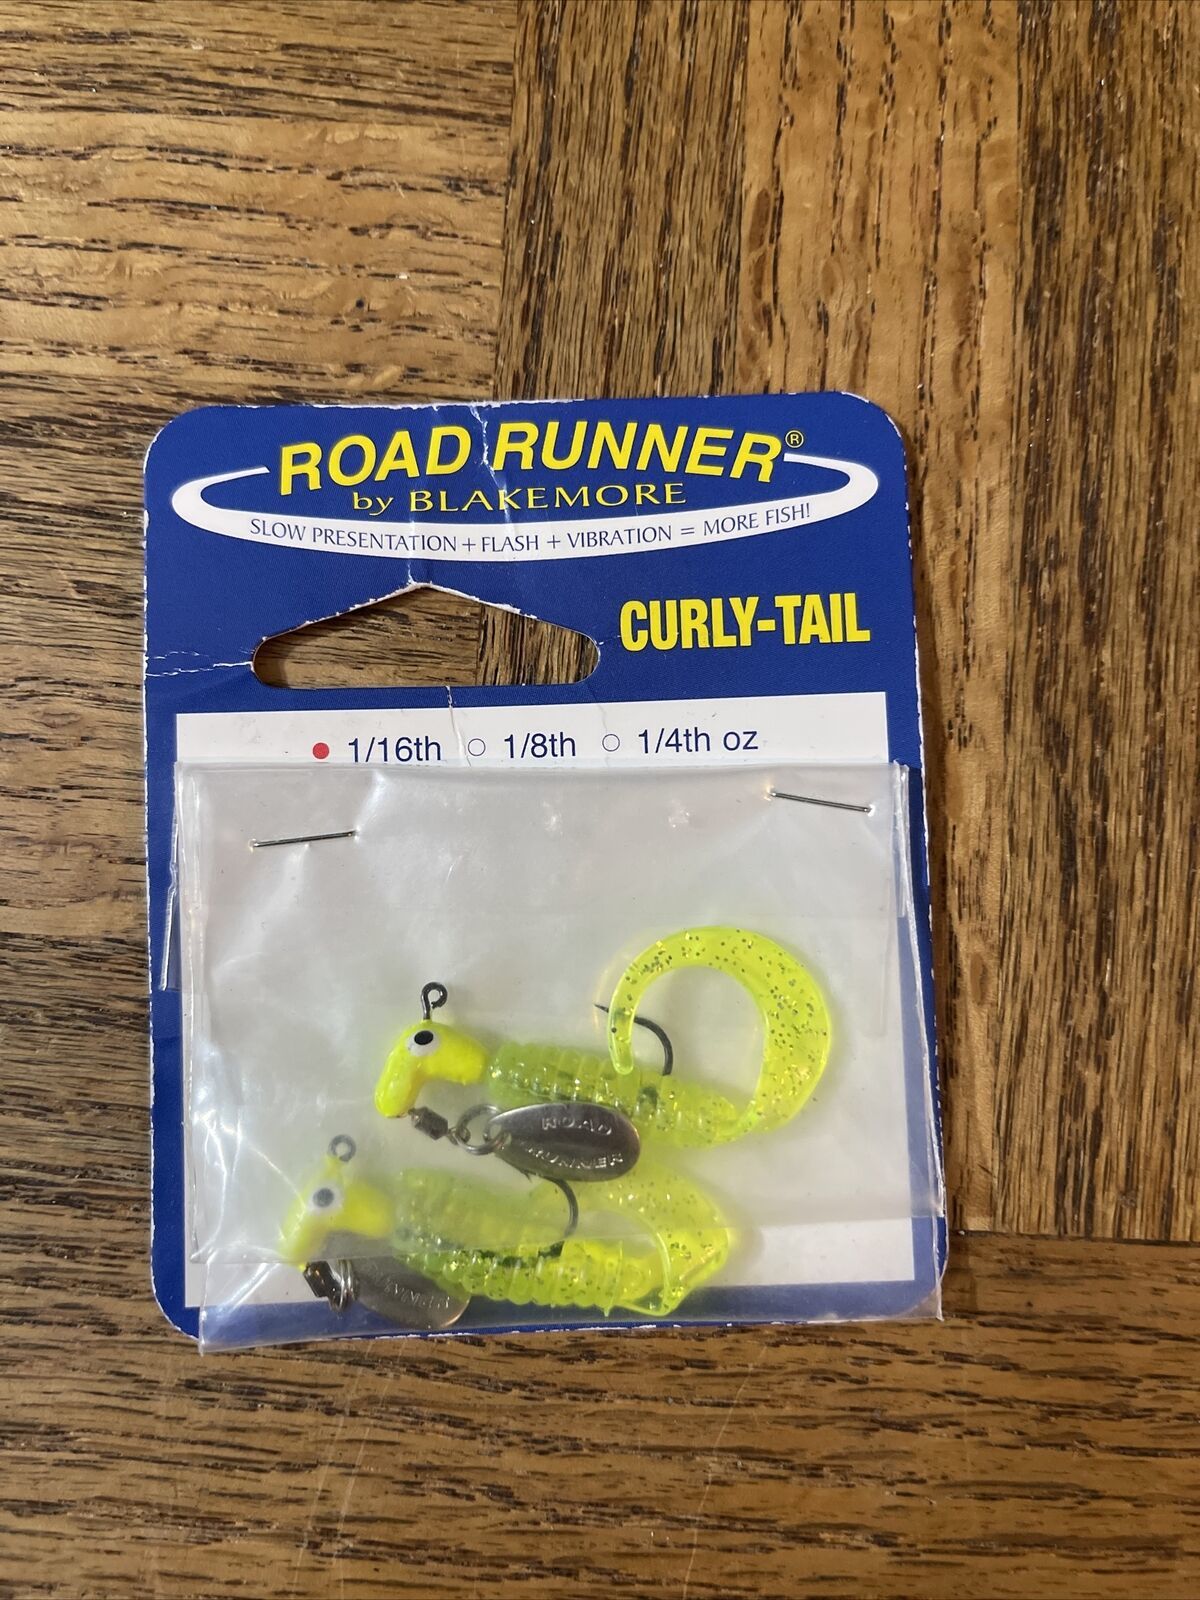 ROAD RUNNER®
by BLAKEMORE
SLOW PRESENTATION + FLASH + VIBRATION = MORE FISH!
CURLY-TAIL
1/16th 1/8th 1/4th oz
ROAD
RUNNER
RUNNER